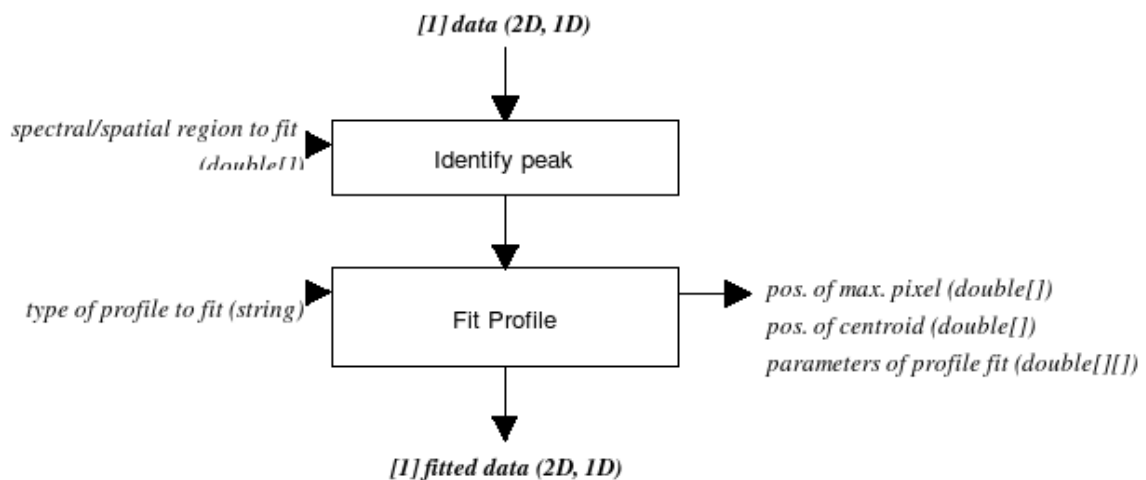 [1] data (2D, 1D)
spectral/spatial region to fit
(double[])
Identify peak
type of profile to fit (string)
Fit Profile
pos. of max. pixel (double[])
pos. of centroid (double[])
parameters of profile fit (double[][])
[1] fitted data (2D, 1D)